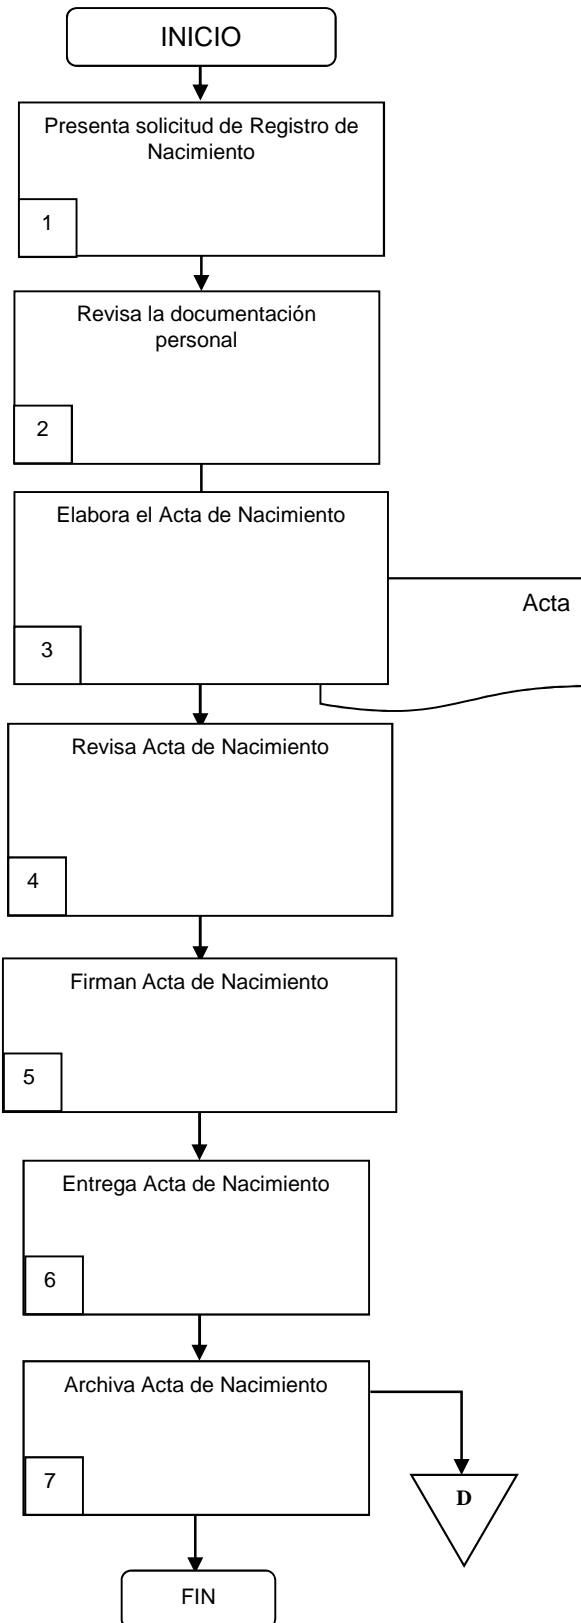 INICIO
Presenta solicitud de Registro de
Nacimiento
1
Revisa la documentación
personal
2
Elabora el Acta de Nacimiento
Acta
3
Revisa Acta de Nacimiento
4
Firman Acta de Nacimiento
5
Entrega Acta de Nacimiento
6
Archiva Acta de Nacimiento
7
D
FIN